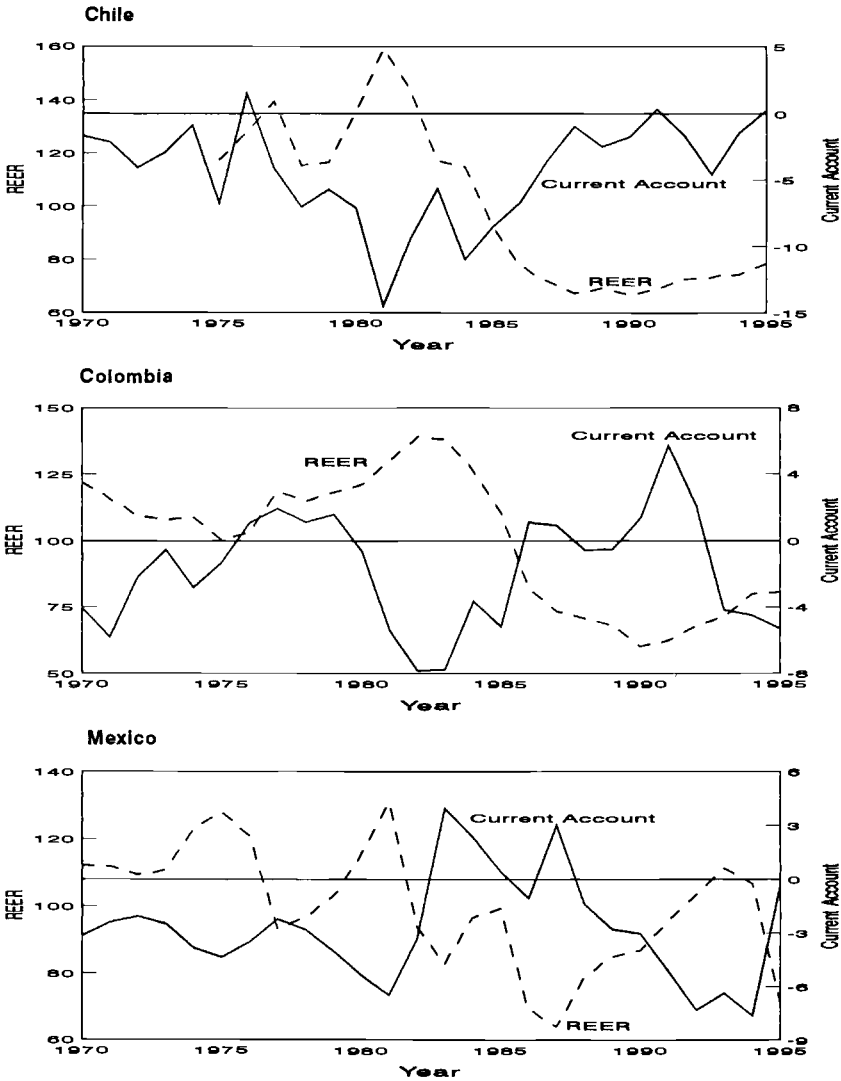 Chile
160
140
120
100
80
60
REER
5
0
-5
-10
-15
Current Account
Current Account
REER
1970 1975 1980 1985 1990 1995
Year
Colombia
150
125
100
75
50
REER
8
4
0
-4
-8
Current Account
REER
Current Account
1970 1975 1980 1985 1990 1995
Year
Mexico
140
120
100
80
60
REER
6
3
0
-3
-6
-9
Current Account
Current Account
REER
1970 1975 1980 1985 1990 1995
Year